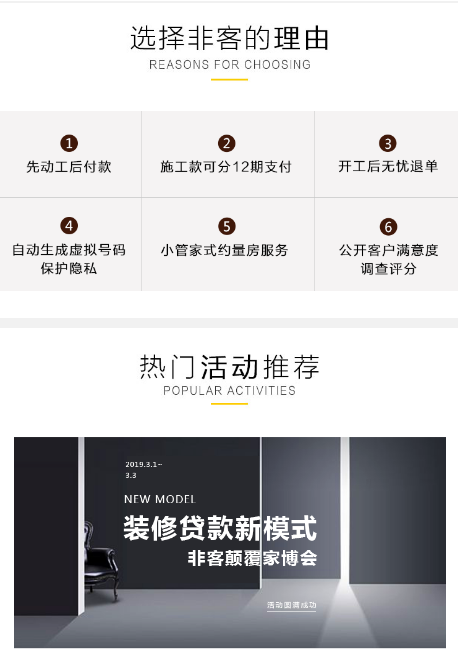 选择非客的理由
REASONS FOR CHOOSING
1
先动工后付款
2
施工款可分12期支付
3
开工后无忧退单
4
自动生成虚拟号码
保护隐私
5
小管家式约量房服务
6
公开客户满意度
调查评分
热门活动推荐
POPULAR ACTIVITIES
2019.3.1~
3.3
NEW MODEL
装修贷款新模式
非客颠覆家博会
活动圆满成功